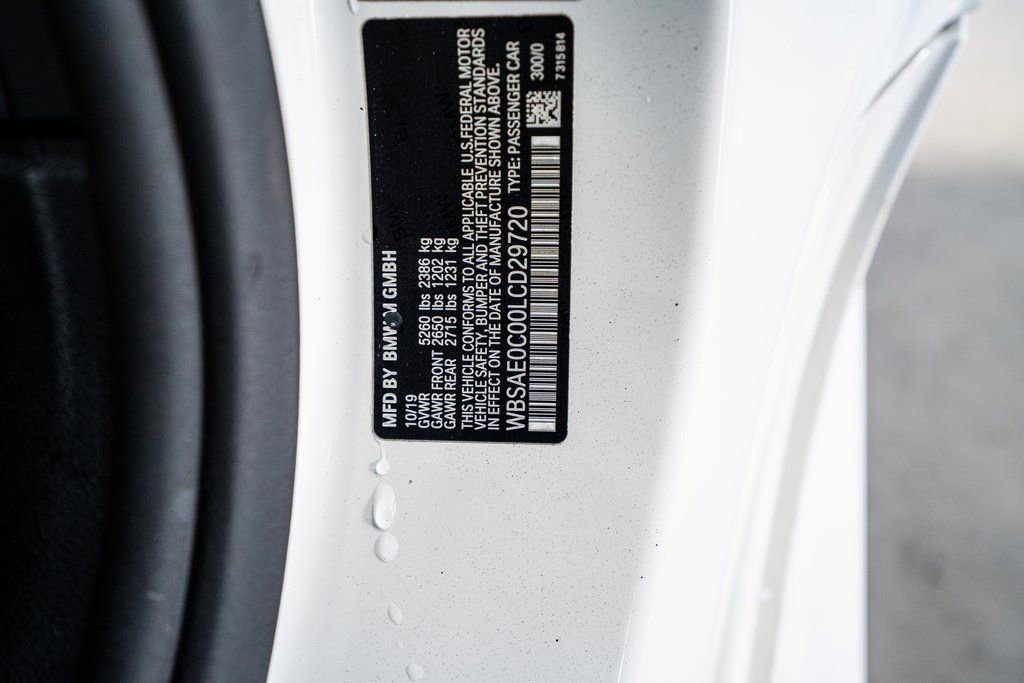 MFD BY BMW M GMBH
10/19
GVWR 5260 lbs 2386 kg
GAWR FRONT 2650 lbs 1202 kg
GAWR REAR 2715 lbs 1231 kg
THIS VEHICLE CONFORMS TO ALL APPLICABLE U.S.FEDERAL MOTOR
VEHICLE SAFETY, BUMPER AND THEFT PREVENTION STANDARDS
IN EFFECT ON THE DATE OF MANUFACTURE SHOWN ABOVE.
WBSAE0C00LCD29720 TYPE: PASSENGER CAR
300/0
7315814